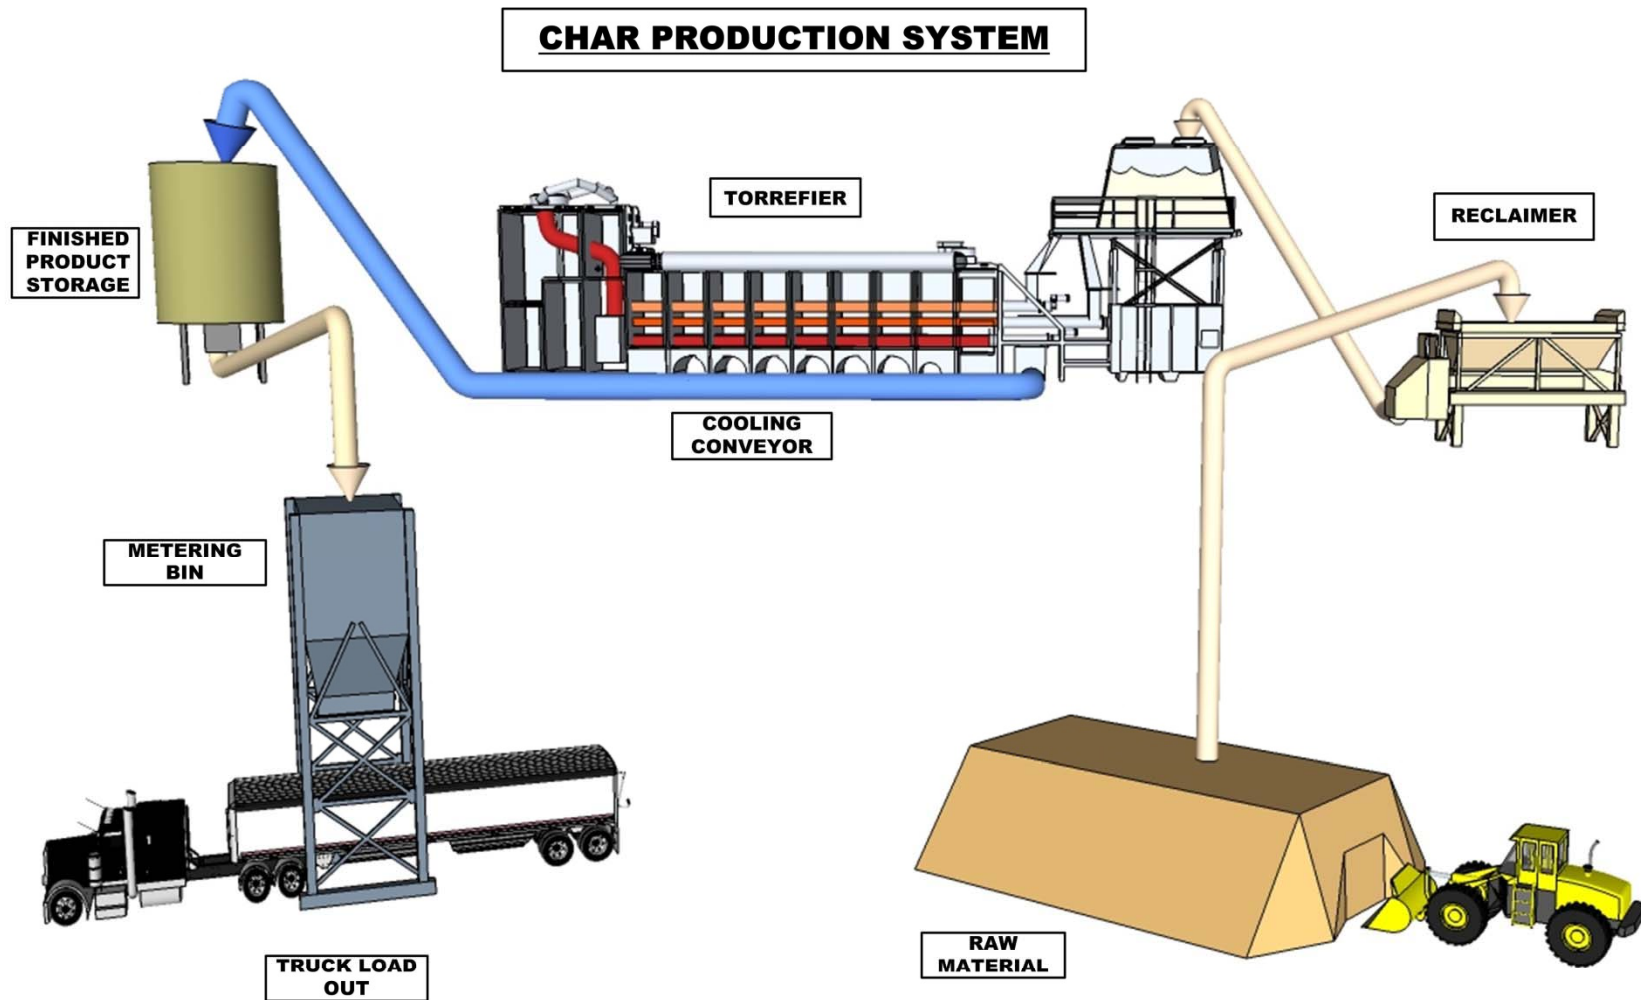 CHAR PRODUCTION SYSTEM
TORREFIER
RECLAIMER
FINISHED
PRODUCT
STORAGE
COOLING
CONVEYOR
METERING
BIN
RAW
MATERIAL
TRUCK LOAD
OUT